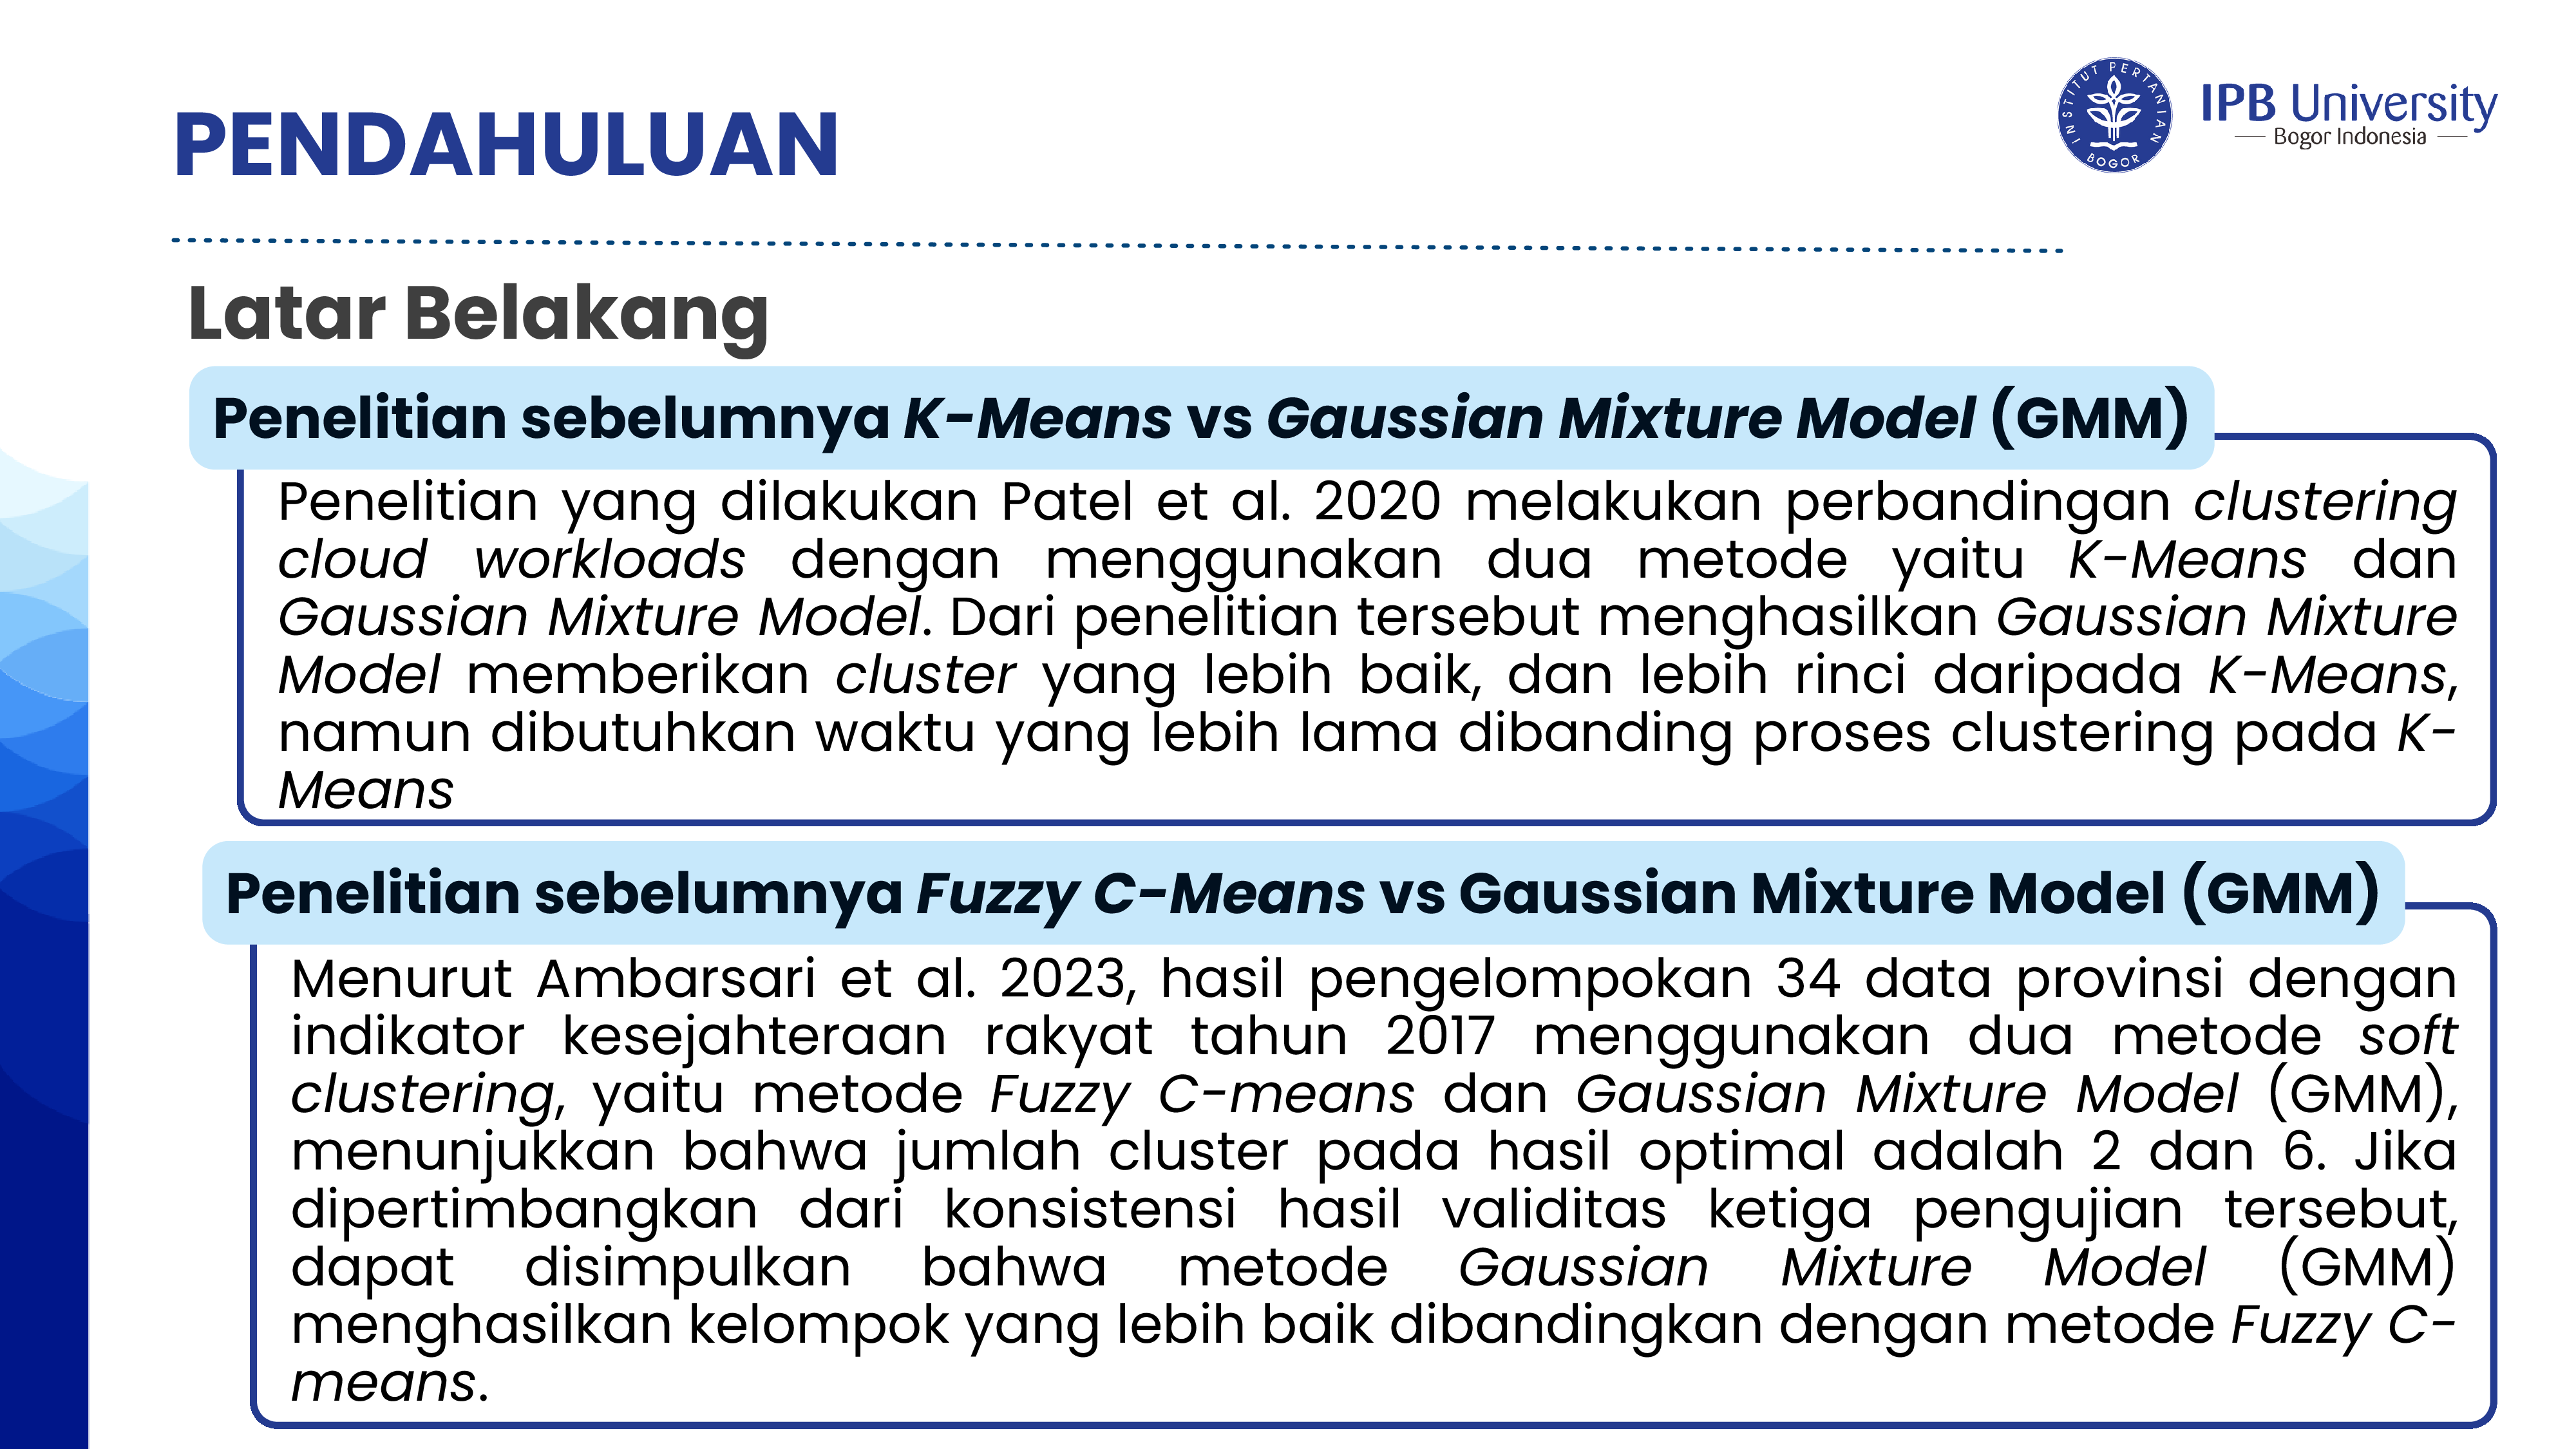 PENDAHULUAN
INSTITUT PERTANIAN
BOGOR
IPB University
Bogor Indonesia
Latar Belakang
Penelitian sebelumnya K-Means vs Gaussian Mixture Model (GMM)
Penelitian yang dilakukan Patel et al. 2020 melakukan perbandingan clustering
cloud workloads dengan menggunakan dua metode yaitu K-Means dan
Gaussian Mixture Model. Dari penelitian tersebut menghasilkan Gaussian Mixture
Model memberikan cluster yang lebih baik, dan lebih rinci daripada K-Means,
namun dibutuhkan waktu yang lebih lama dibanding proses clustering pada K-
Means
Penelitian sebelumnya Fuzzy C-Means vs Gaussian Mixture Model (GMM)
Menurut Ambarsari et al. 2023, hasil pengelompokan 34 data provinsi dengan
indikator kesejahteraan rakyat tahun 2017 menggunakan dua metode soft
clustering, yaitu metode Fuzzy C-means dan Gaussian Mixture Model (GMM),
menunjukkan bahwa jumlah cluster pada hasil optimal adalah 2 dan 6. Jika
dipertimbangkan dari konsistensi hasil validitas ketiga pengujian tersebut,
dapat disimpulkan bahwa metode Gaussian Mixture Model (GMM)
menghasilkan kelompok yang lebih baik dibandingkan dengan metode Fuzzy C-
means.